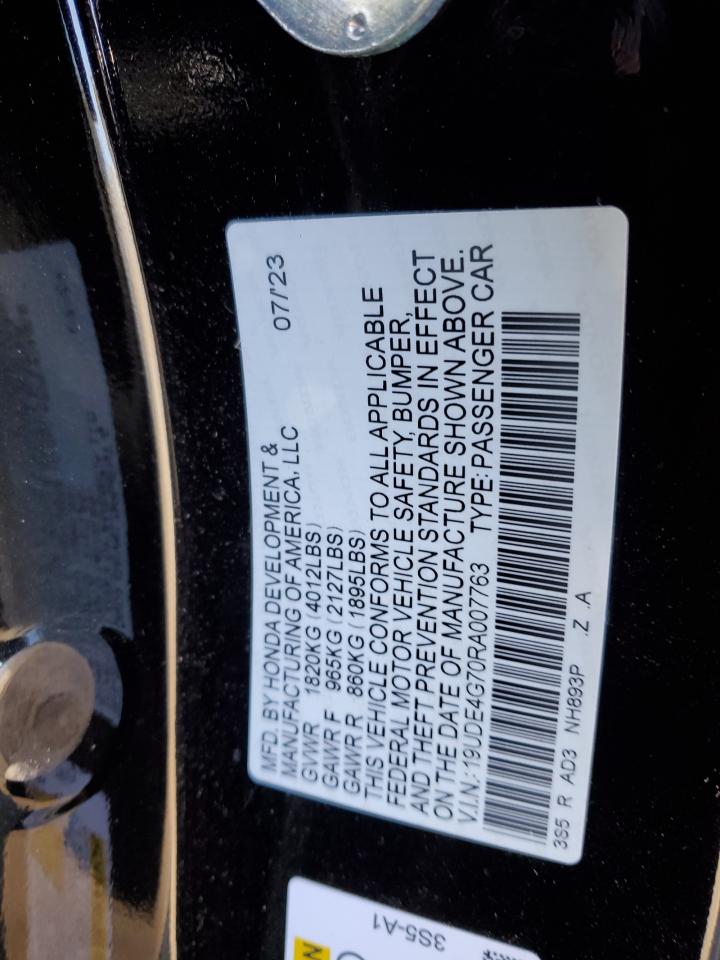 MFD. BY HONDA DEVELOPMENT &
MANUFACTURING OF AMERICA, LLC 07/'23
GVWR 1820KG (4012LBS)
GAWR F 965KG (2127LBS)
GAWR R 860KG (1895LBS)
THIS VEHICLE CONFORMS TO ALL APPLICABLE
FEDERAL MOTOR VEHICLE SAFETY, BUMPER,
AND THEFT PREVENTION STANDARDS IN EFFECT
ON THE DATE OF MANUFACTURE SHOWN ABOVE.
V.I.N.:19UDE4G70RA007763 TYPE: PASSENGER CAR
3S5 R AD3 NH893P .Z .A
3S5-A1